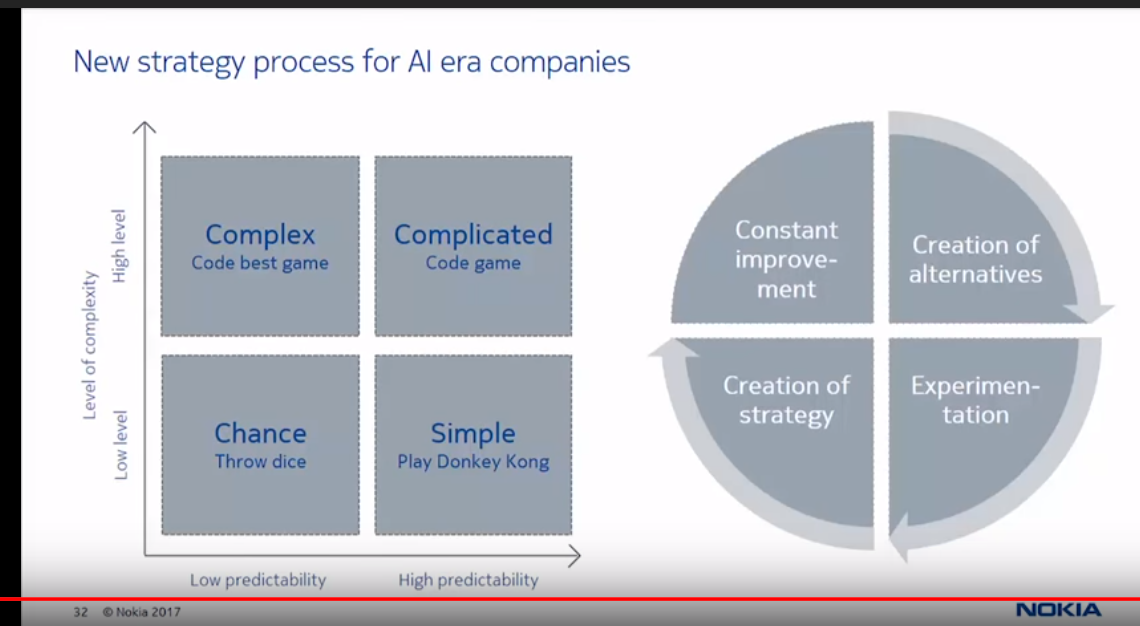 New strategy process for AI era companies
Level of complexity
High level
Low level
Complex
Code best game
Complicated
Code game
Chance
Throw dice
Simple
Play Donkey Kong
Low predictability
High predictability
Constant
improve-
ment
Creation of
alternatives
Creation of
strategy
Experimen-
tation
32 © Nokia 2017
NOKIA